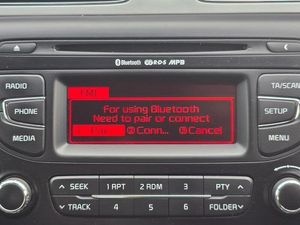 Bluetooth RDS MP3
RADIO
TA/SCAN
FM1
For using Bluetooth
Need to pair or connect
Pair Conn... Cancel
PHONE
SETUP
MEDIA
MENU
SEEK 1 RPT 2 RDM 3 PTY
TRACK 4 5 6 FOLDER